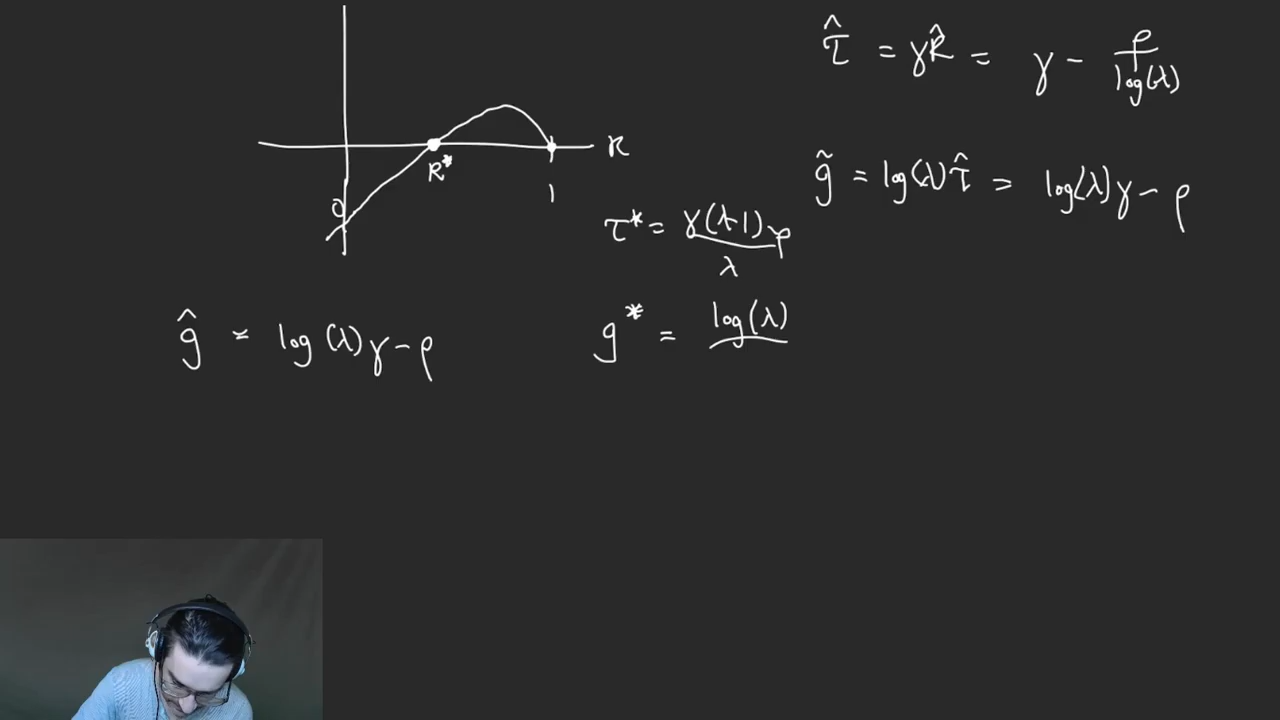 τ̂ = γR̂ = γ - ρ/log(λ)
R
R*
1
0
g̃ = log(λ)τ̂ = log(λ)γ - ρ
τ* = γ(λ-1)-ρ / λ
ĝ = log(λ)γ-ρ
g* = log(λ)